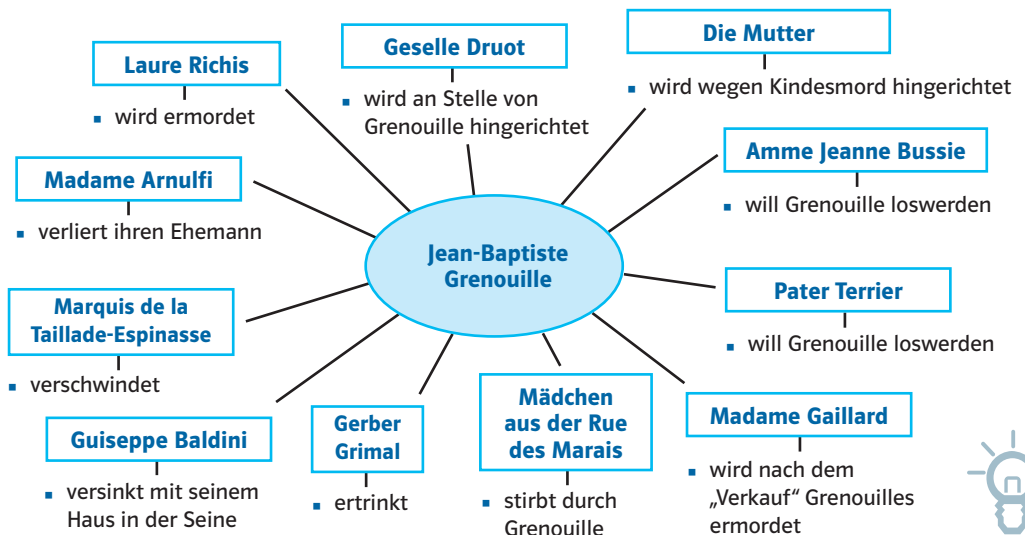 Laure Richis
wird ermordet
Geselle Druot
wird an Stelle von
Grenouille hingerichtet
Die Mutter
wird wegen Kindesmord hingerichtet
Madame Arnulfi
verliert ihren Ehemann
Jean-Baptiste
Grenouille
Amme Jeanne Bussie
will Grenouille loswerden
Marquis de la
Taillade-Espinasse
verschwindet
Pater Terrier
will Grenouille loswerden
Guiseppe Baldini
versinkt mit seinem
Haus in der Seine
Gerber
Grimal
ertrinkt
Mädchen
aus der Rue
des Marais
stirbt durch
Grenouille
Madame Gaillard
wird nach dem
„Verkauf“ Grenouilles
ermordet